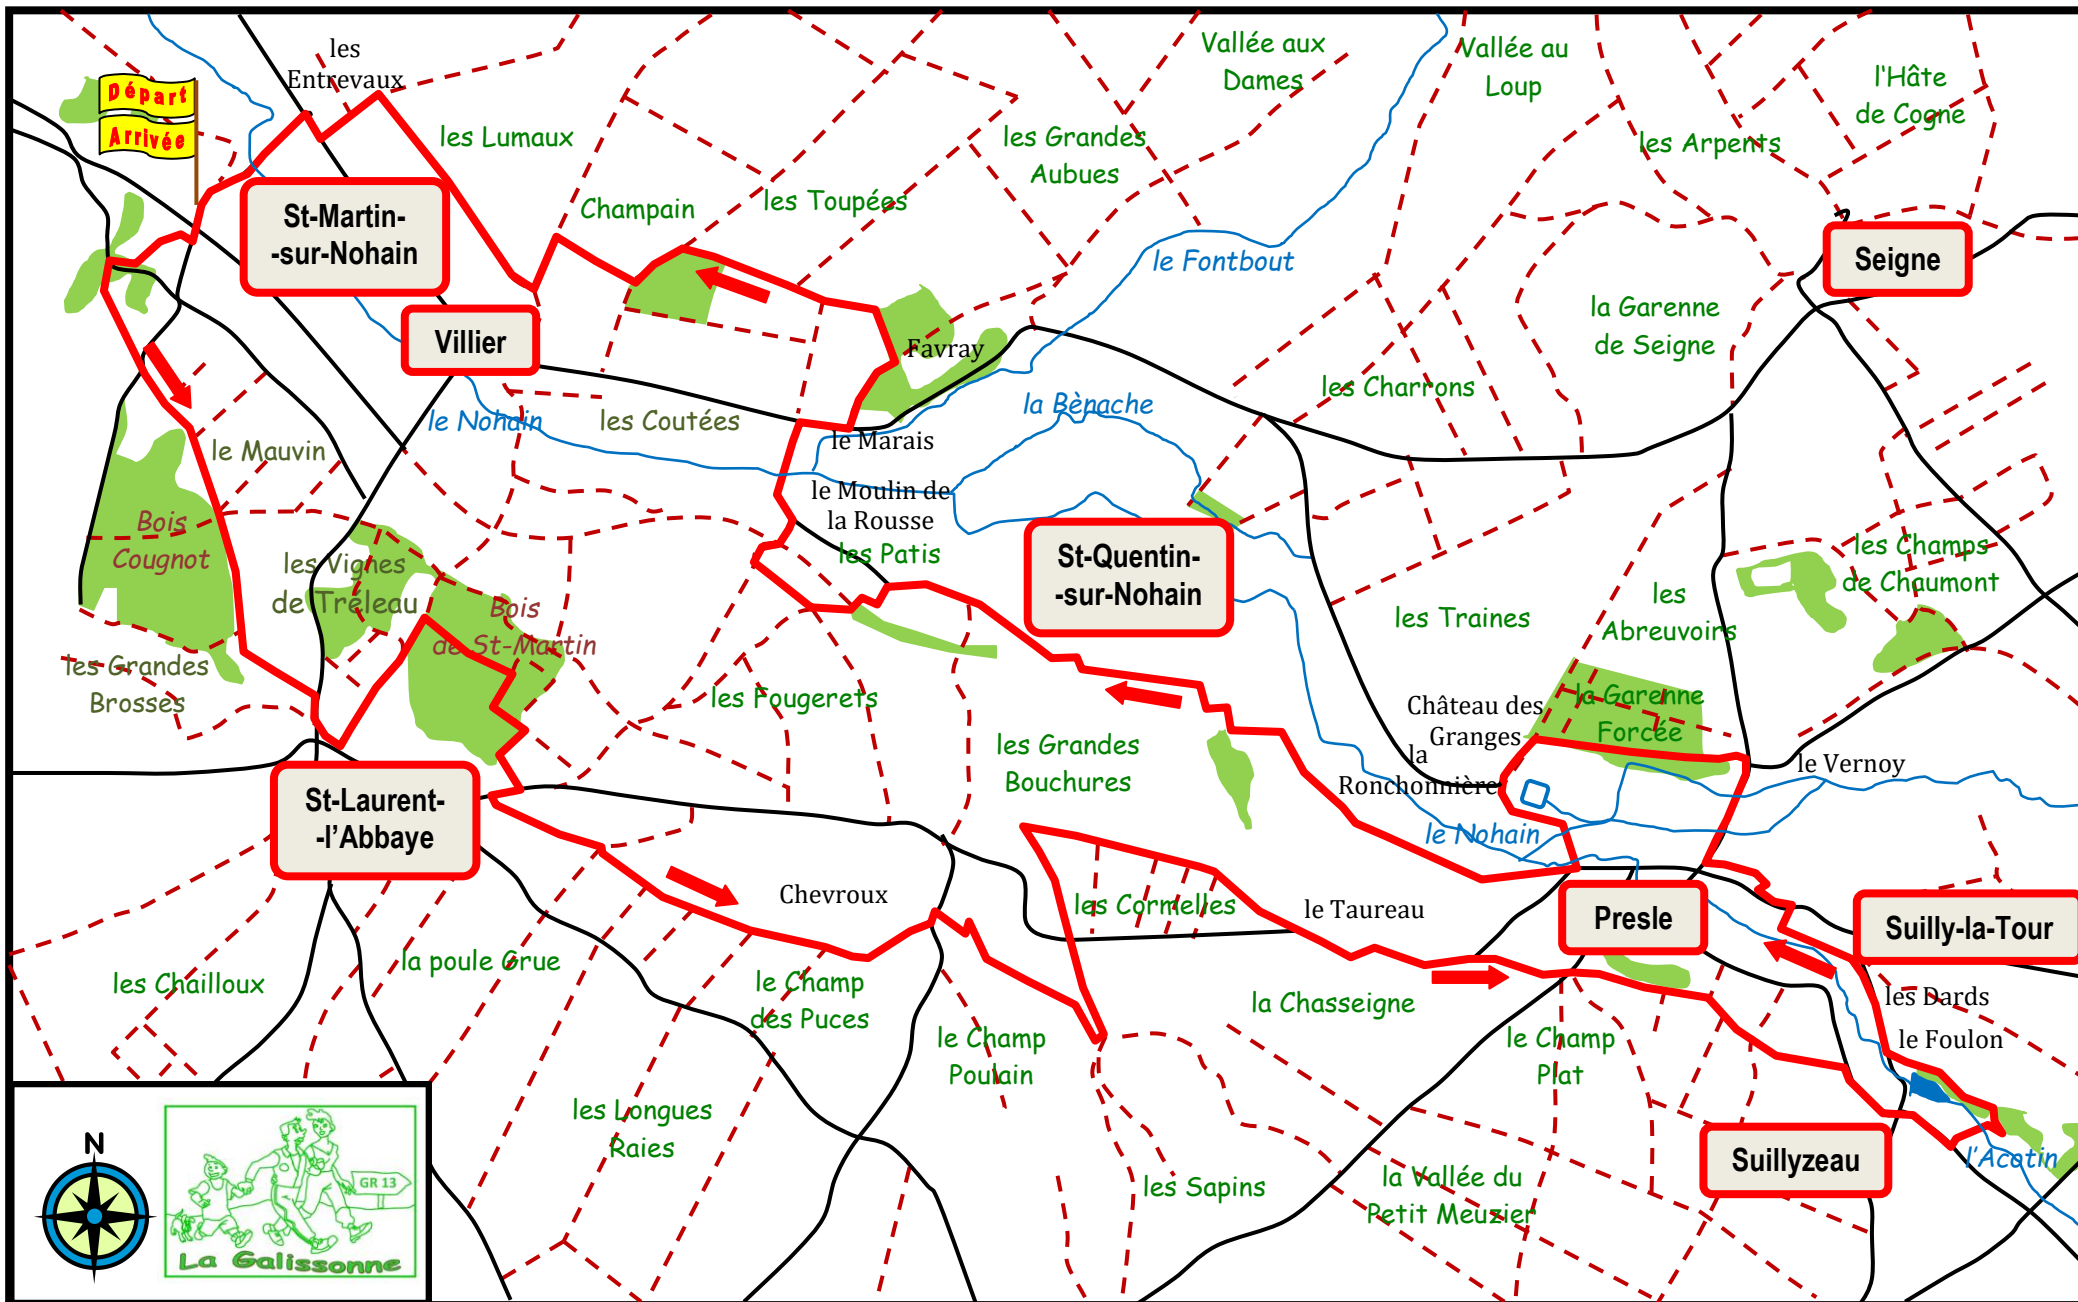 les
Entrevaux
Départ
Arrivée
les Lumaux
Vallée aux
Dames
Vallée au
Loup
l'Hâte
de Cogne
les Arpents
les Grandes
Aubues
Champain
les Toupées
St-Martin-
-sur-Nohain
le Fontbout
Seigne
la Garenne
de Seigne
Villier
Favray
les Charrons
la Bènache
le Nohain
les Coutées
le Marais
le Mauvin
le Moulin de
la Rousse
les Patis
Bois
Cougnot
les Vignes
de Tréleau
Bois
de St-Martin
St-Quentin-
-sur-Nohain
les Champs
de Chaumont
les Traines
les
Abreuvoirs
les Grandes
Brosses
les Fougerets
la Garenne
Forcée
Château des
Granges
la
Ronchonnière
les Grandes
Bouchures
le Vernoy
St-Laurent-
-l'Abbaye
le Nohain
Chevroux
les Cormelles
le Taureau
Presle
Suilly-la-Tour
les Chailloux
la poule Grue
le Champ
des Puces
la Chasseigne
les Dards
le Foulon
le Champ
Poulain
le Champ
Plat
les Longues
Raies
les Sapins
la Vallée du
Petit Meuzier
Suillyzeau
l'Acotin
N
GR 13
La Galissonne